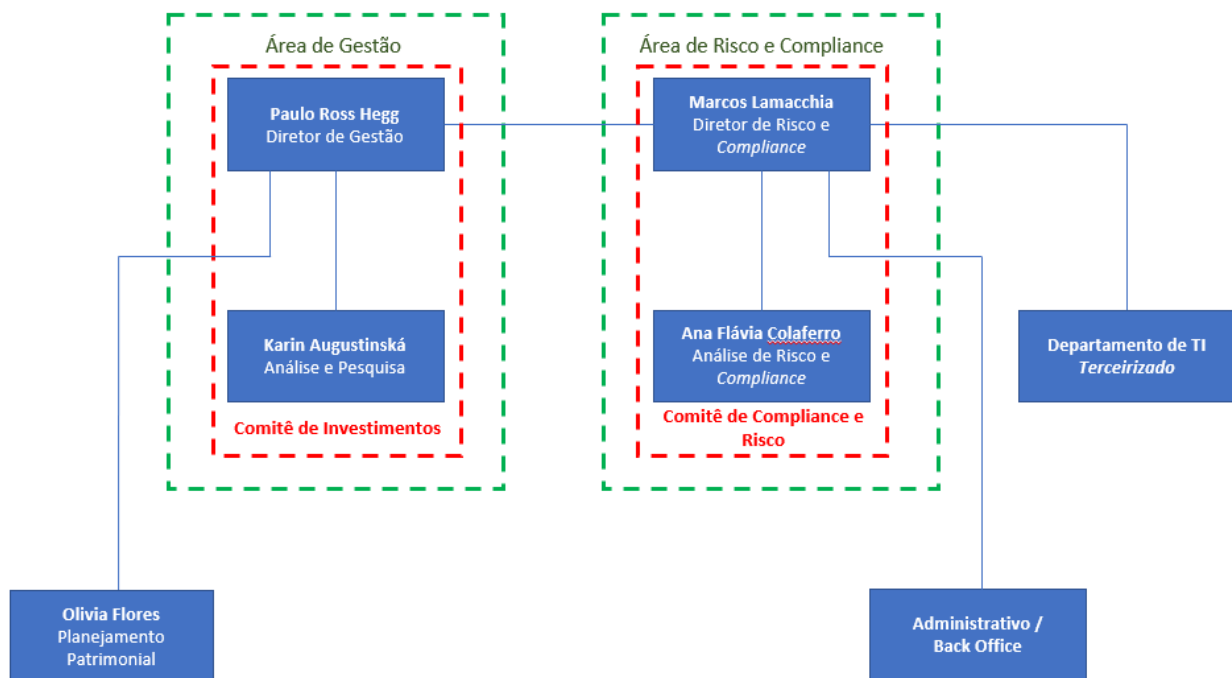 Área de Gestão
Paulo Ross Hegg
Diretor de Gestão
Karin Augustinská
Análise e Pesquisa
Comitê de Investimentos
Área de Risco e Compliance
Marcos Lamacchia
Diretor de Risco e
Compliance
Ana Flávia Colaferro
Análise de Risco e
Compliance
Comitê de Compliance e
Risco
Departamento de TI
Terceirizado
Olivia Flores
Planejamento
Patrimonial
Administrativo /
Back Office